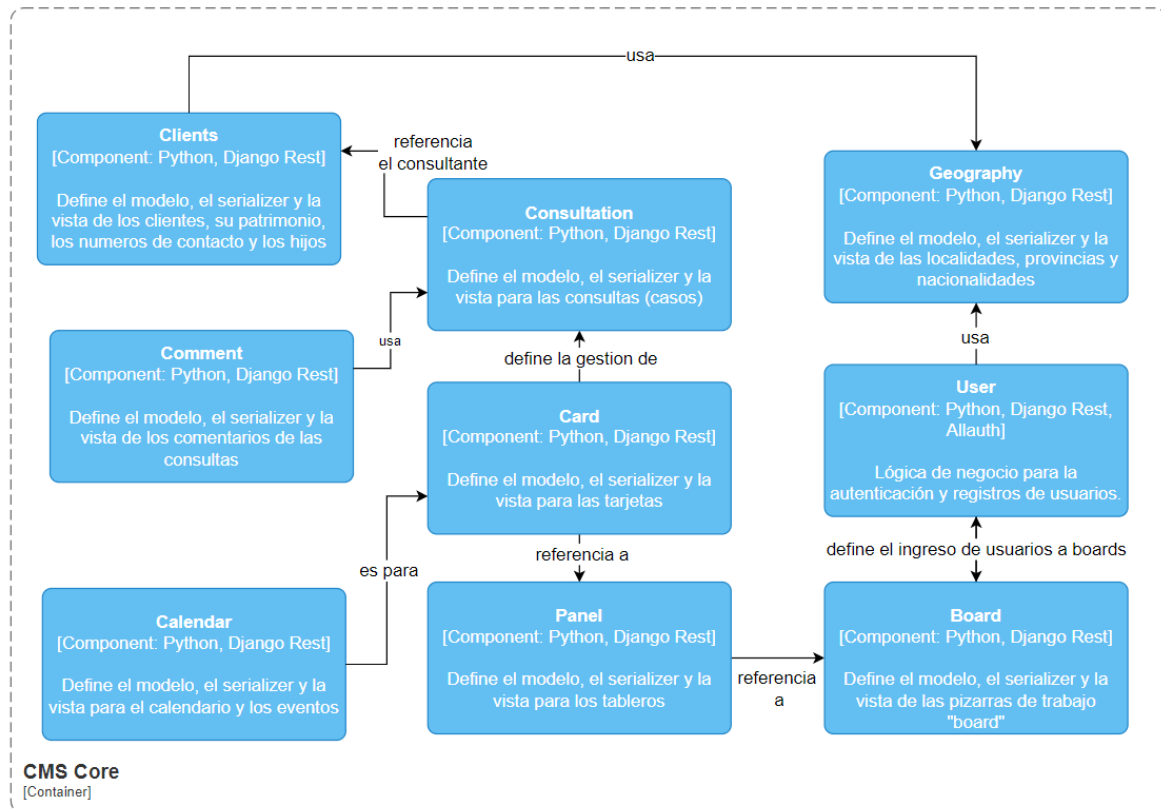 usa
Clients
[Component: Python, Django Rest]
Define el modelo, el serializer y la
vista de los clientes, su patrimonio,
los numeros de contacto y los hijos
referencia
el consultante
Consultation
[Component: Python, Django Rest]
Define el modelo, el serializer y la
vista para las consultas (casos)
Geography
[Component: Python, Django Rest]
Define el modelo, el serializer y la
vista de las localidades, provincias y
nacionalidades
Comment
[Component: Python, Django Rest]
Define el modelo, el serializer y la
vista de los comentarios de las
consultas
usa
define la gestion de
usa
Card
[Component: Python, Django Rest]
Define el modelo, el serializer y la
vista para las tarjetas
User
[Component: Python, Django Rest,
Allauth]
Lógica de negocio para la
autenticación y registros de usuarios.
es para
referencia a
define el ingreso de usuarios a boards
Calendar
[Component: Python, Django Rest]
Define el modelo, el serializer y la
vista para el calendario y los eventos
Panel
[Component: Python, Django Rest]
Define el modelo, el serializer y la
vista para los tableros
referencia
a
Board
[Component: Python, Django Rest]
Define el modelo, el serializer y la
vista de las pizarras de trabajo
"board"
CMS Core
[Container]